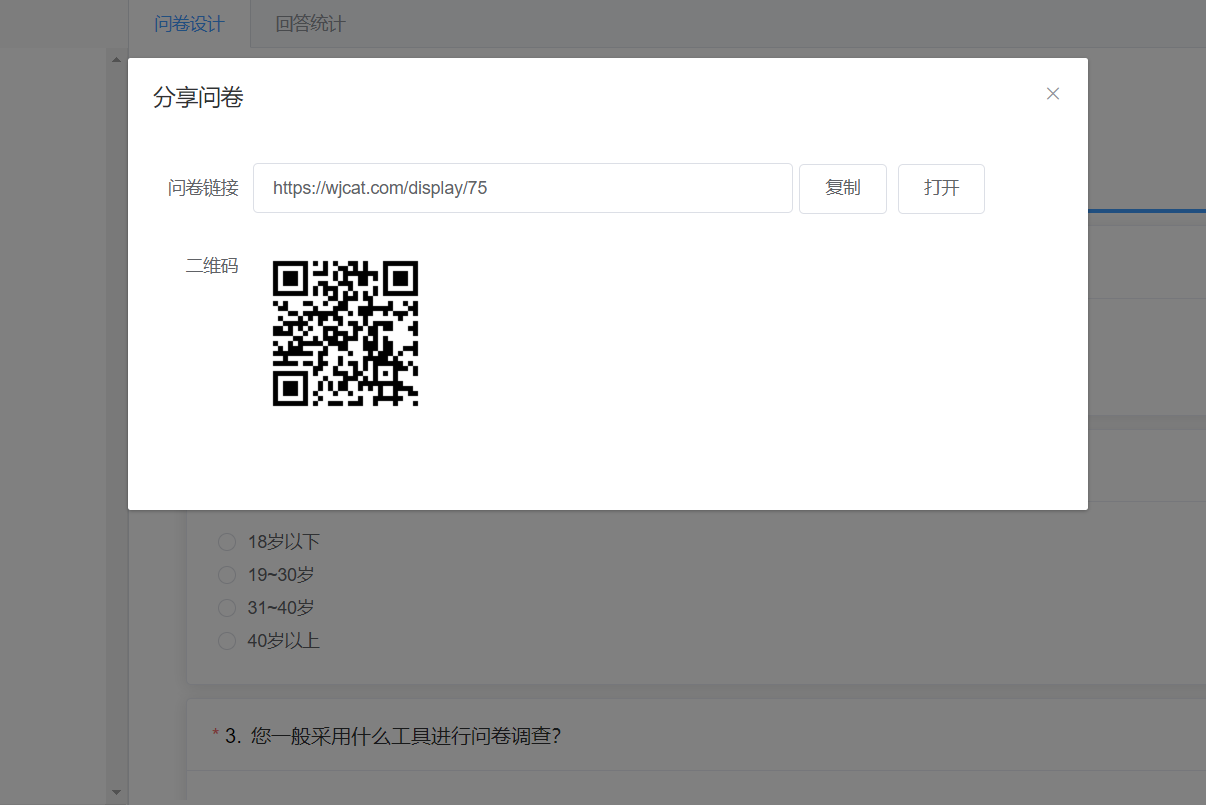 问卷设计 回答统计
分享问卷
问卷链接 https://wjcat.com/display/75 复制 打开
二维码
18岁以下
19~30岁
31~40岁
40岁以上
* 3. 您一般采用什么工具进行问卷调查?